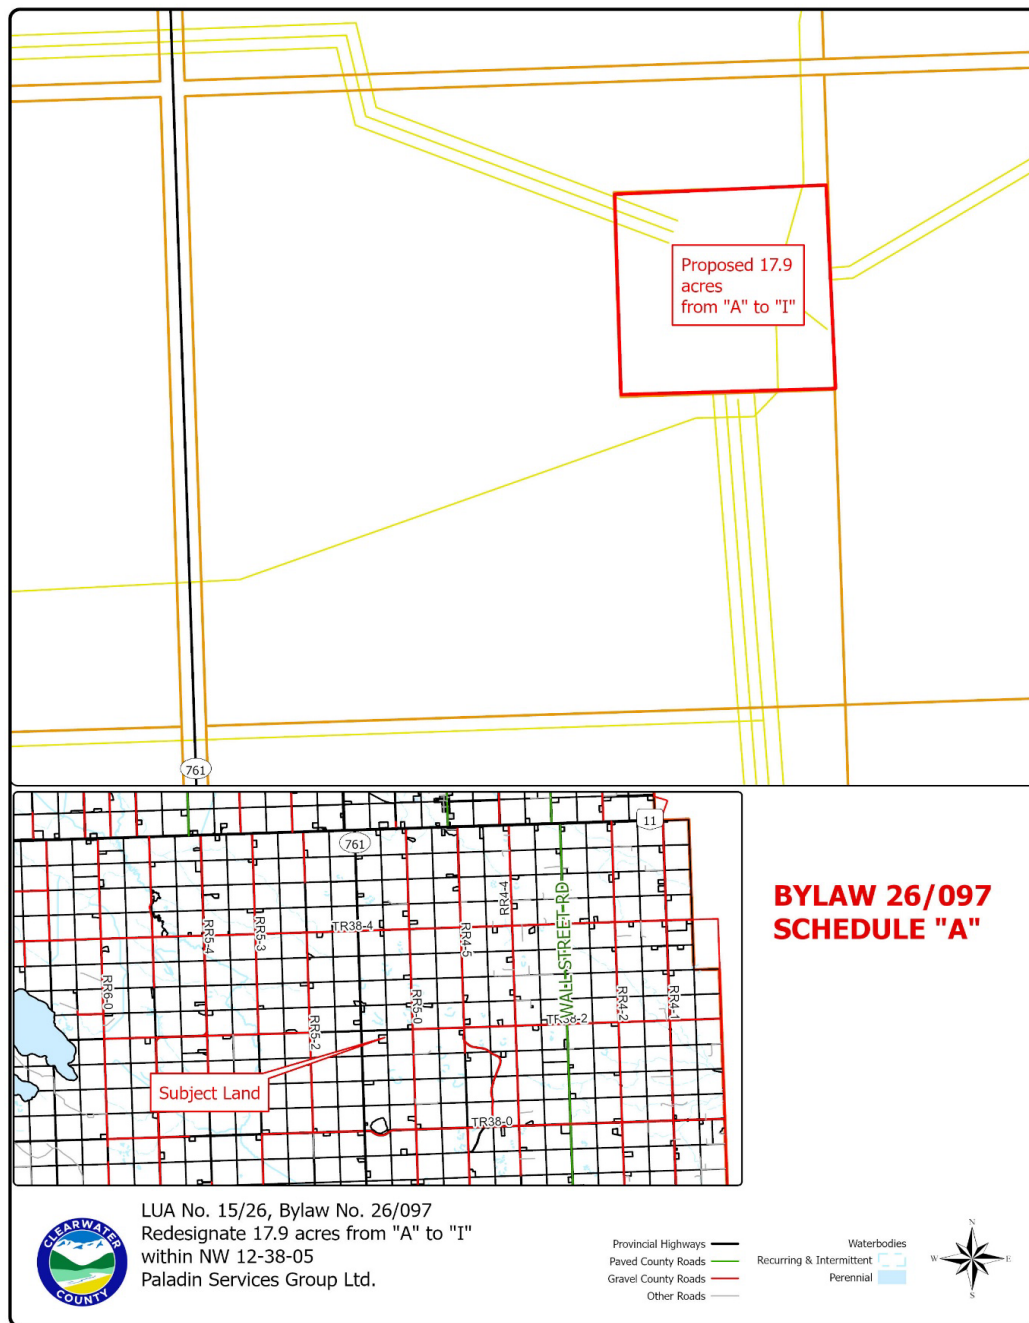 Proposed 17.9
acres
from "A" to "I"
761
11
761
RR4-4
WALL STREET RD
TR38-4
RR5-4
RR5-3
RR4-5
RR6-0
RR5-0
RR4-2
RR4-1
TR38-2
RR5-2
Subject Land
TR38-0
BYLAW 26/097
SCHEDULE "A"
CLEARWATER
COUNTY
LUA No. 15/26, Bylaw No. 26/097
Redesignate 17.9 acres from "A" to "I"
within NW 12-38-05
Paladin Services Group Ltd.
Provincial Highways
Paved County Roads
Gravel County Roads
Other Roads
Waterbodies
Recurring & Intermittent
Perennial
N
W
E
S